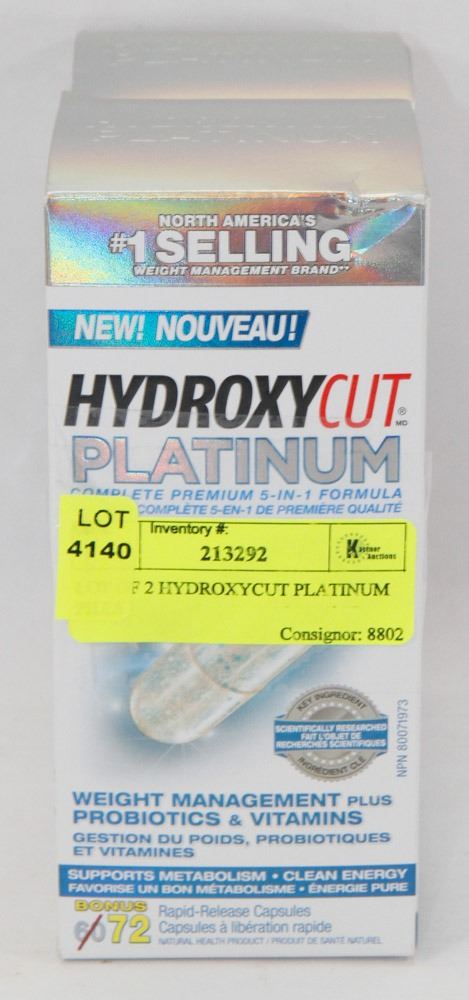 PLATINUM
NORTH AMERICA'S
#1 SELLING
WEIGHT MANAGEMENT BRAND**
NEW! NOUVEAU!
HYDROXYCUT®
MD
PLATINUM
COMPLETE PREMIUM 5-IN-1 FORMULA
COMPLÈTE 5-EN-1 DE PREMIÈRE QUALITÉ
LOT
4140
Inventory #:
213292
Kastner
Auctions
F 2 HYDROXYCUT PLATINUM
Consignor: 8802
KEY INGREDIENT
SCIENTIFICALLY RESEARCHED
FAIT L'OBJET DE
RECHERCHES SCIENTIFIQUES
INGRÉDIENT CLÉ
NPN 80071973
WEIGHT MANAGEMENT PLUS
PROBIOTICS & VITAMINS
GESTION DU POIDS, PROBIOTIQUES
ET VITAMINES
SUPPORTS METABOLISM • CLEAN ENERGY
FAVORISE UN BON MÉTABOLISME • ÉNERGIE PURE
BONUS
60 72
Rapid-Release Capsules
Capsules à libération rapide
NATURAL HEALTH PRODUCT / PRODUIT DE SANTÉ NATUREL